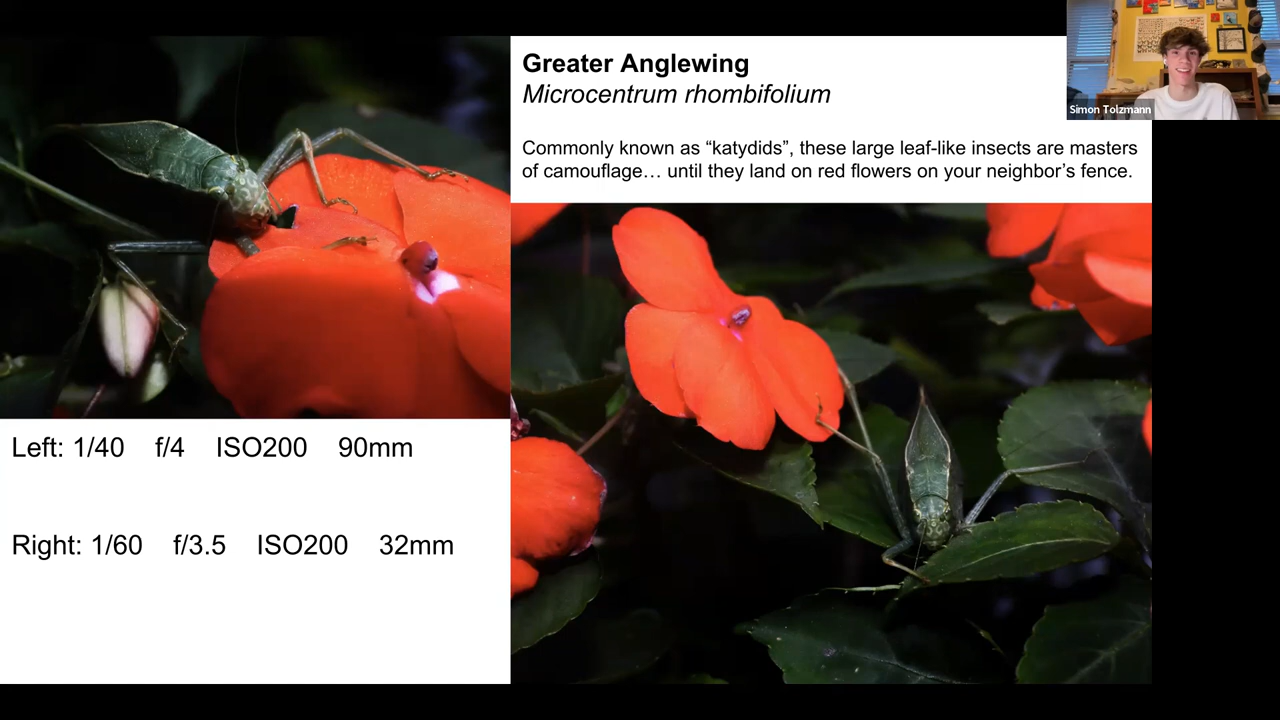 Greater Anglewing
Microcentrum rhombifolium
Commonly known as “katydids”, these large leaf-like insects are masters
of camouflage… until they land on red flowers on your neighbor’s fence.
Simon Tolzmann
Left: 1/40 f/4 ISO200 90mm
Right: 1/60 f/3.5 ISO200 32mm